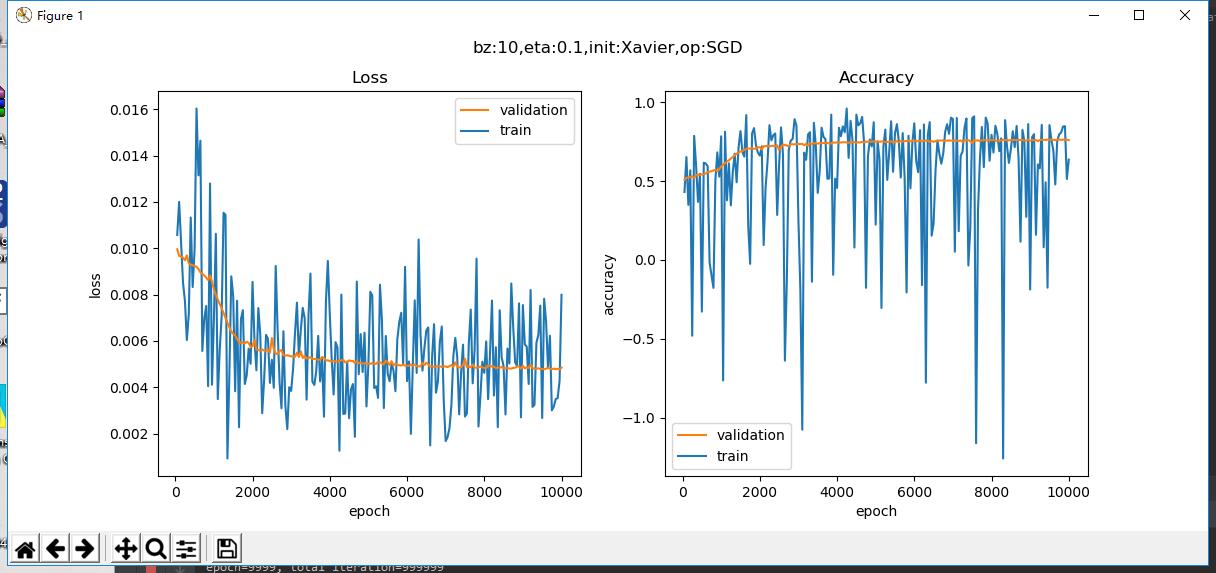 Figure 1
bz:10,eta:0.1,init:Xavier,op:SGD
Loss
validation
train
0.016
0.014
0.012
0.010
0.008
0.006
0.004
0.002
loss
0
2000
4000
6000
8000
10000
epoch
Accuracy
1.0
0.5
0.0
−0.5
−1.0
accuracy
validation
train
0
2000
4000
6000
8000
10000
epoch
epoch=9999, total iteration=999999